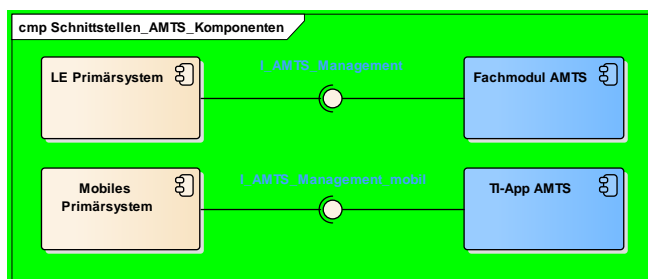 cmp Schnittstellen_AMTS_Komponenten
LE Primärsystem
I_AMTS_Management
Fachmodul AMTS
Mobiles
Primärsystem
I_AMTS_Management_mobil
TI-App AMTS